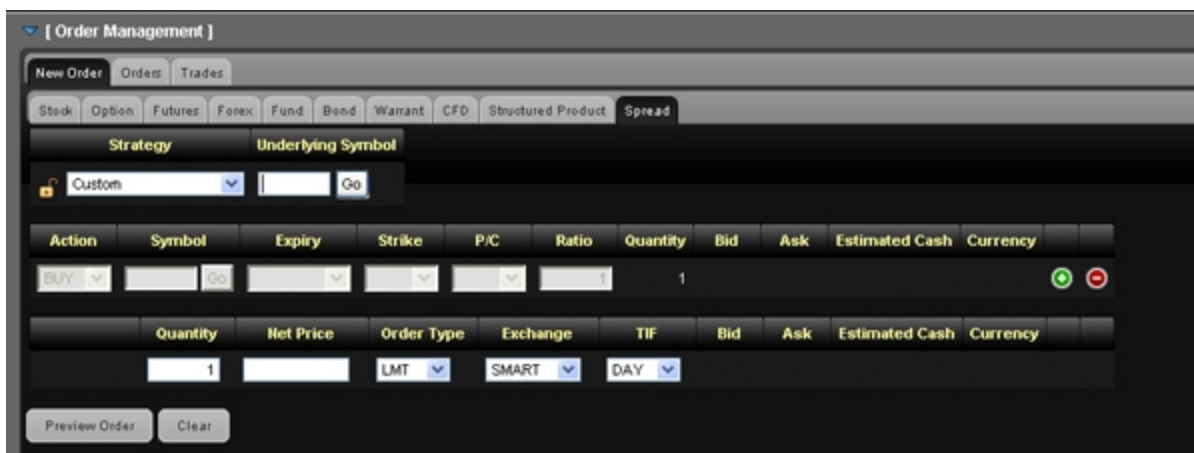 [ Order Management ]
New Order Orders Trades
Stock Option Futures Forex Fund Bond Warrant CFD Structured Product Spread
Strategy Underlying Symbol
Custom Go
Action Symbol Expiry Strike P/C Ratio Quantity Bid Ask Estimated Cash Currency
BUY Go 1 1
Quantity Net Price Order Type Exchange TIF Bid Ask Estimated Cash Currency
1 LMT SMART DAY
Preview Order Clear